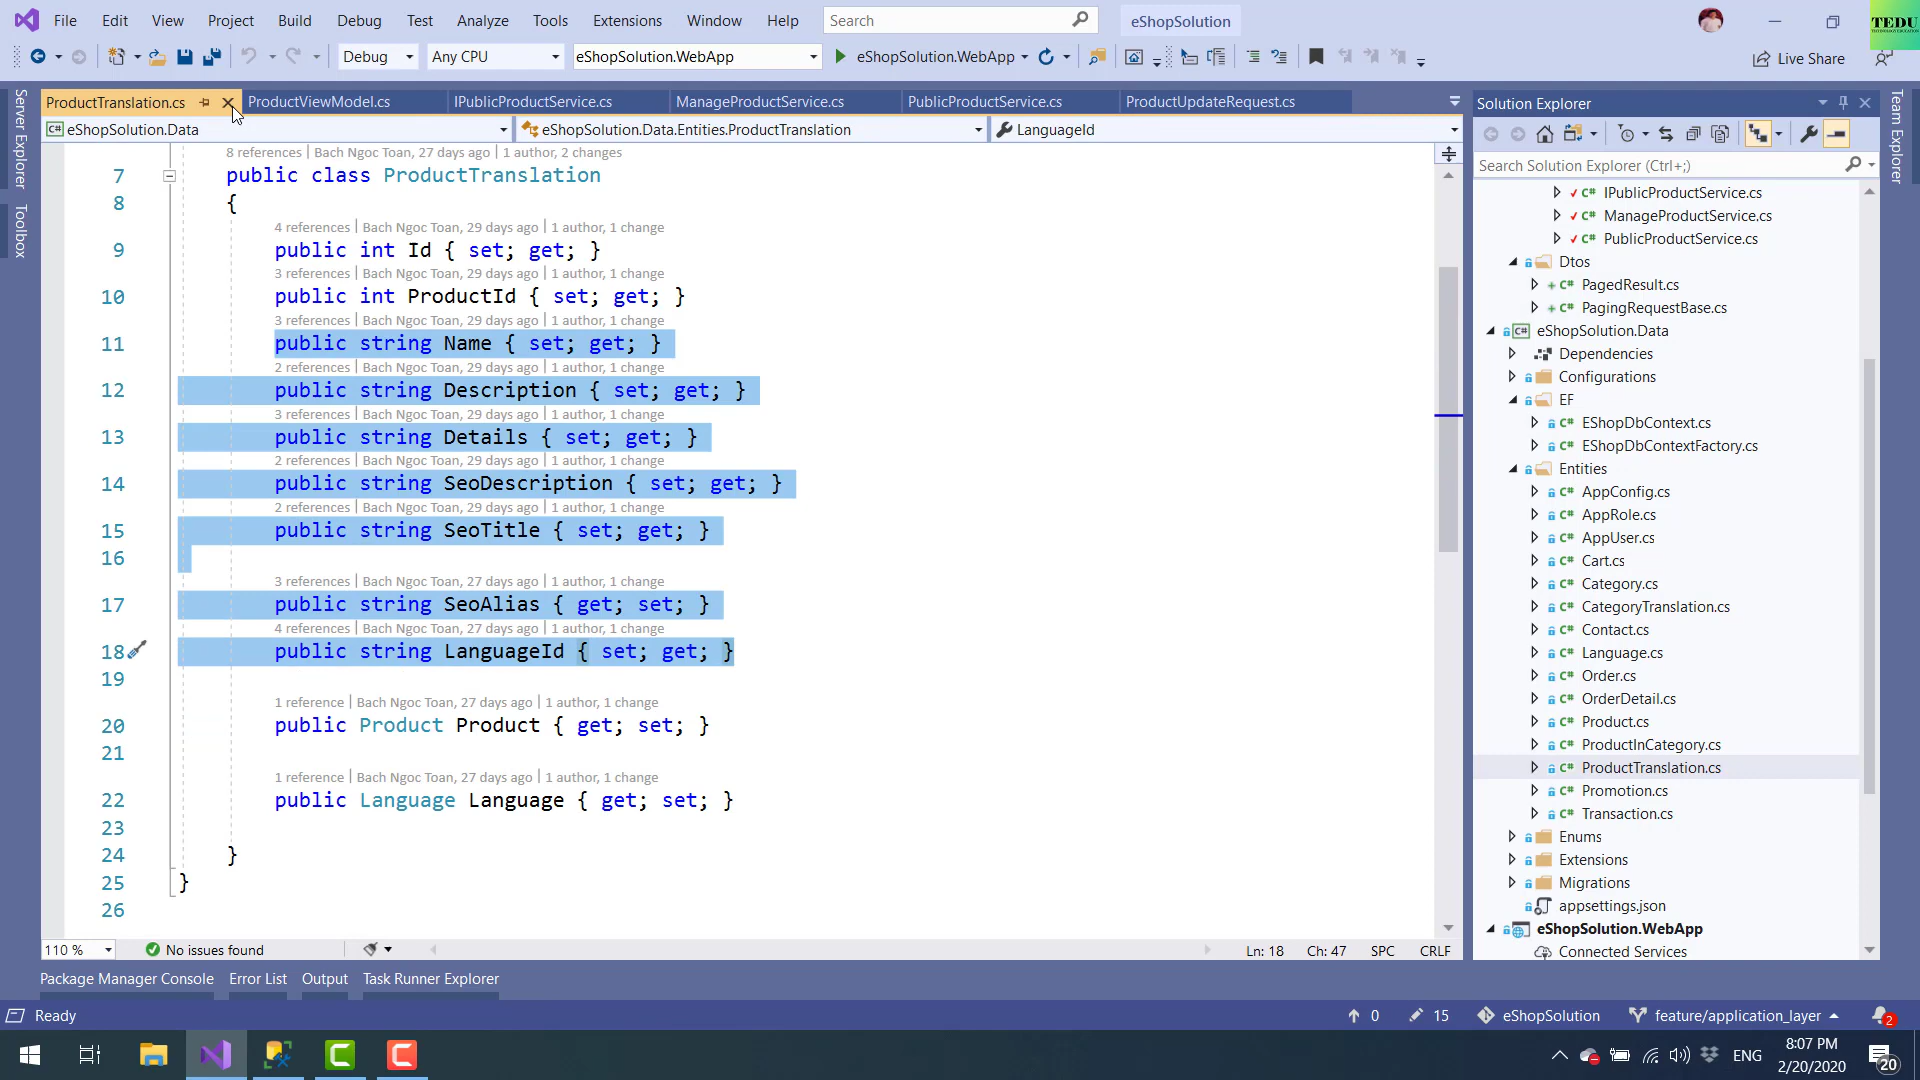 File Edit View Project Build Debug Test Analyze Tools Extensions Window Help Search eShopSolution
TEDU
Debug Any CPU eShopSolution.WebApp eShopSolution.WebApp Live Share
ProductTranslation.cs ProductViewModel.cs IPublicProductService.cs ManageProductService.cs PublicProductService.cs ProductUpdateRequest.cs
eShopSolution.Data eShopSolution.Data.Entities.ProductTranslation LanguageId
Server Explorer
Toolbox
8 references | Bach Ngoc Toan, 27 days ago | 1 author, 2 changes
7 public class ProductTranslation
8 {
4 references | Bach Ngoc Toan, 29 days ago | 1 author, 1 change
9 public int Id { set; get; }
3 references | Bach Ngoc Toan, 29 days ago | 1 author, 1 change
10 public int ProductId { set; get; }
3 references | Bach Ngoc Toan, 29 days ago | 1 author, 1 change
11 public string Name { set; get; }
2 references | Bach Ngoc Toan, 29 days ago | 1 author, 1 change
12 public string Description { set; get; }
3 references | Bach Ngoc Toan, 29 days ago | 1 author, 1 change
13 public string Details { set; get; }
2 references | Bach Ngoc Toan, 29 days ago | 1 author, 1 change
14 public string SeoDescription { set; get; }
2 references | Bach Ngoc Toan, 29 days ago | 1 author, 1 change
15 public string SeoTitle { set; get; }
16
3 references | Bach Ngoc Toan, 27 days ago | 1 author, 1 change
17 public string SeoAlias { get; set; }
4 references | Bach Ngoc Toan, 27 days ago | 1 author, 1 change
18 public string LanguageId { set; get; }
19
1 reference | Bach Ngoc Toan, 27 days ago | 1 author, 1 change
20 public Product Product { get; set; }
21
1 reference | Bach Ngoc Toan, 27 days ago | 1 author, 1 change
22 public Language Language { get; set; }
23
24 }
25 }
26
110 % No issues found Ln: 18 Ch: 47 SPC CRLF
Solution Explorer
Search Solution Explorer (Ctrl+;)
C# IPublicProductService.cs
C# ManageProductService.cs
C# PublicProductService.cs
Dtos
C# PagedResult.cs
C# PagingRequestBase.cs
C# eShopSolution.Data
Dependencies
Configurations
EF
C# EShopDbContext.cs
C# EShopDbContextFactory.cs
Entities
C# AppConfig.cs
C# AppRole.cs
C# AppUser.cs
C# Cart.cs
C# Category.cs
C# CategoryTranslation.cs
C# Contact.cs
C# Language.cs
C# Order.cs
C# OrderDetail.cs
C# Product.cs
C# ProductInCategory.cs
C# ProductTranslation.cs
C# Promotion.cs
C# Transaction.cs
Enums
Extensions
Migrations
appsettings.json
eShopSolution.WebApp
Connected Services
Team Explorer
Package Manager Console Error List Output Task Runner Explorer
Ready 0 15 eShopSolution feature/application_layer 2
ENG 8:07 PM
2/20/2020
20